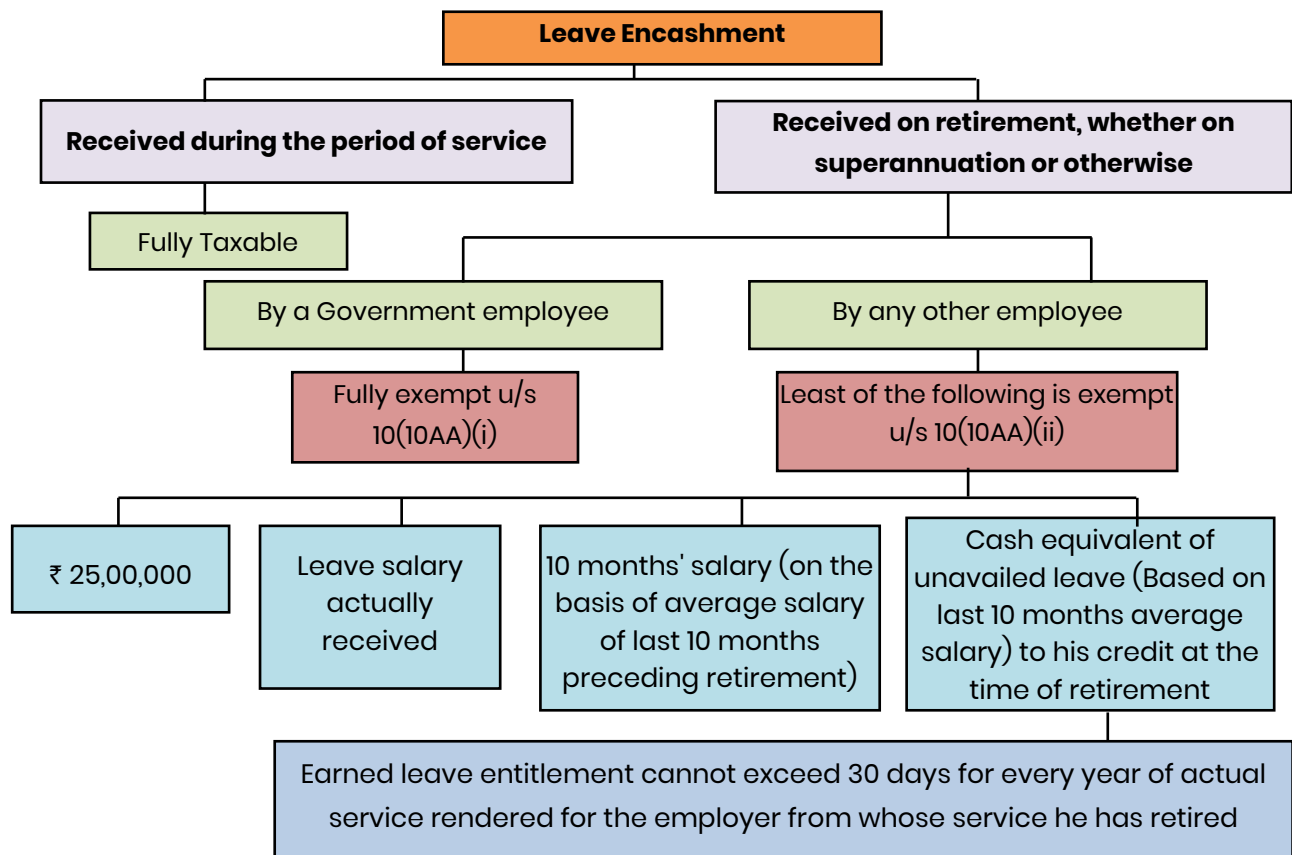 Leave Encashment
Received during the period of service
Received on retirement, whether on
superannuation or otherwise
Fully Taxable
By a Government employee
By any other employee
Fully exempt u/s
10(10AA)(i)
Least of the following is exempt
u/s 10(10AA)(ii)
₹ 25,00,000
Leave salary
actually
received
10 months' salary (on the
basis of average salary
of last 10 months
preceding retirement)
Cash equivalent of
unavailed leave (Based on
last 10 months average
salary) to his credit at the
time of retirement
Earned leave entitlement cannot exceed 30 days for every year of actual
service rendered for the employer from whose service he has retired